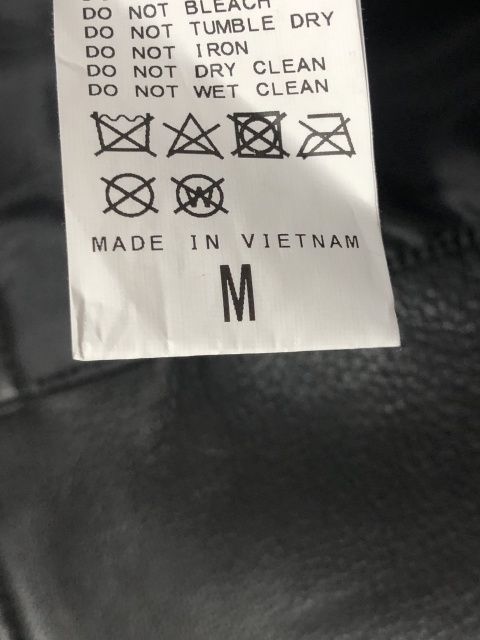 DO NOT BLEACH
DO NOT TUMBLE DRY
DO NOT IRON
DO NOT DRY CLEAN
DO NOT WET CLEAN
W
MADE IN VIETNAM
M